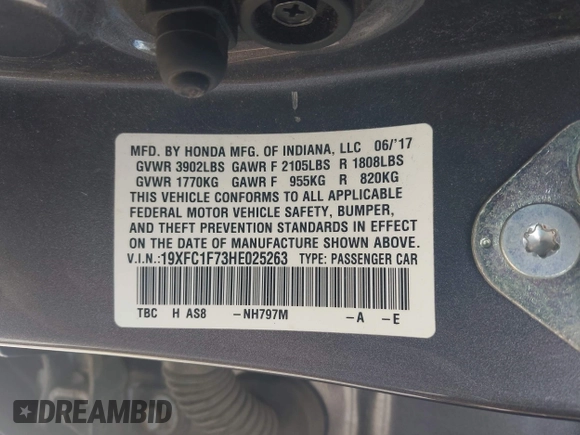 MFD. BY HONDA MFG. OF INDIANA, LLC 06/'17
GVWR 3902LBS GAWR F 2105LBS R 1808LBS
GVWR 1770KG GAWR F 955KG R 820KG
THIS VEHICLE CONFORMS TO ALL APPLICABLE
FEDERAL MOTOR VEHICLE SAFETY, BUMPER,
AND THEFT PREVENTION STANDARDS IN EFFECT
ON THE DATE OF MANUFACTURE SHOWN ABOVE.
V.I.N.:19XFC1F73HE025263 TYPE: PASSENGER CAR
TBC H AS8 -NH797M -A -E
DREAMBID